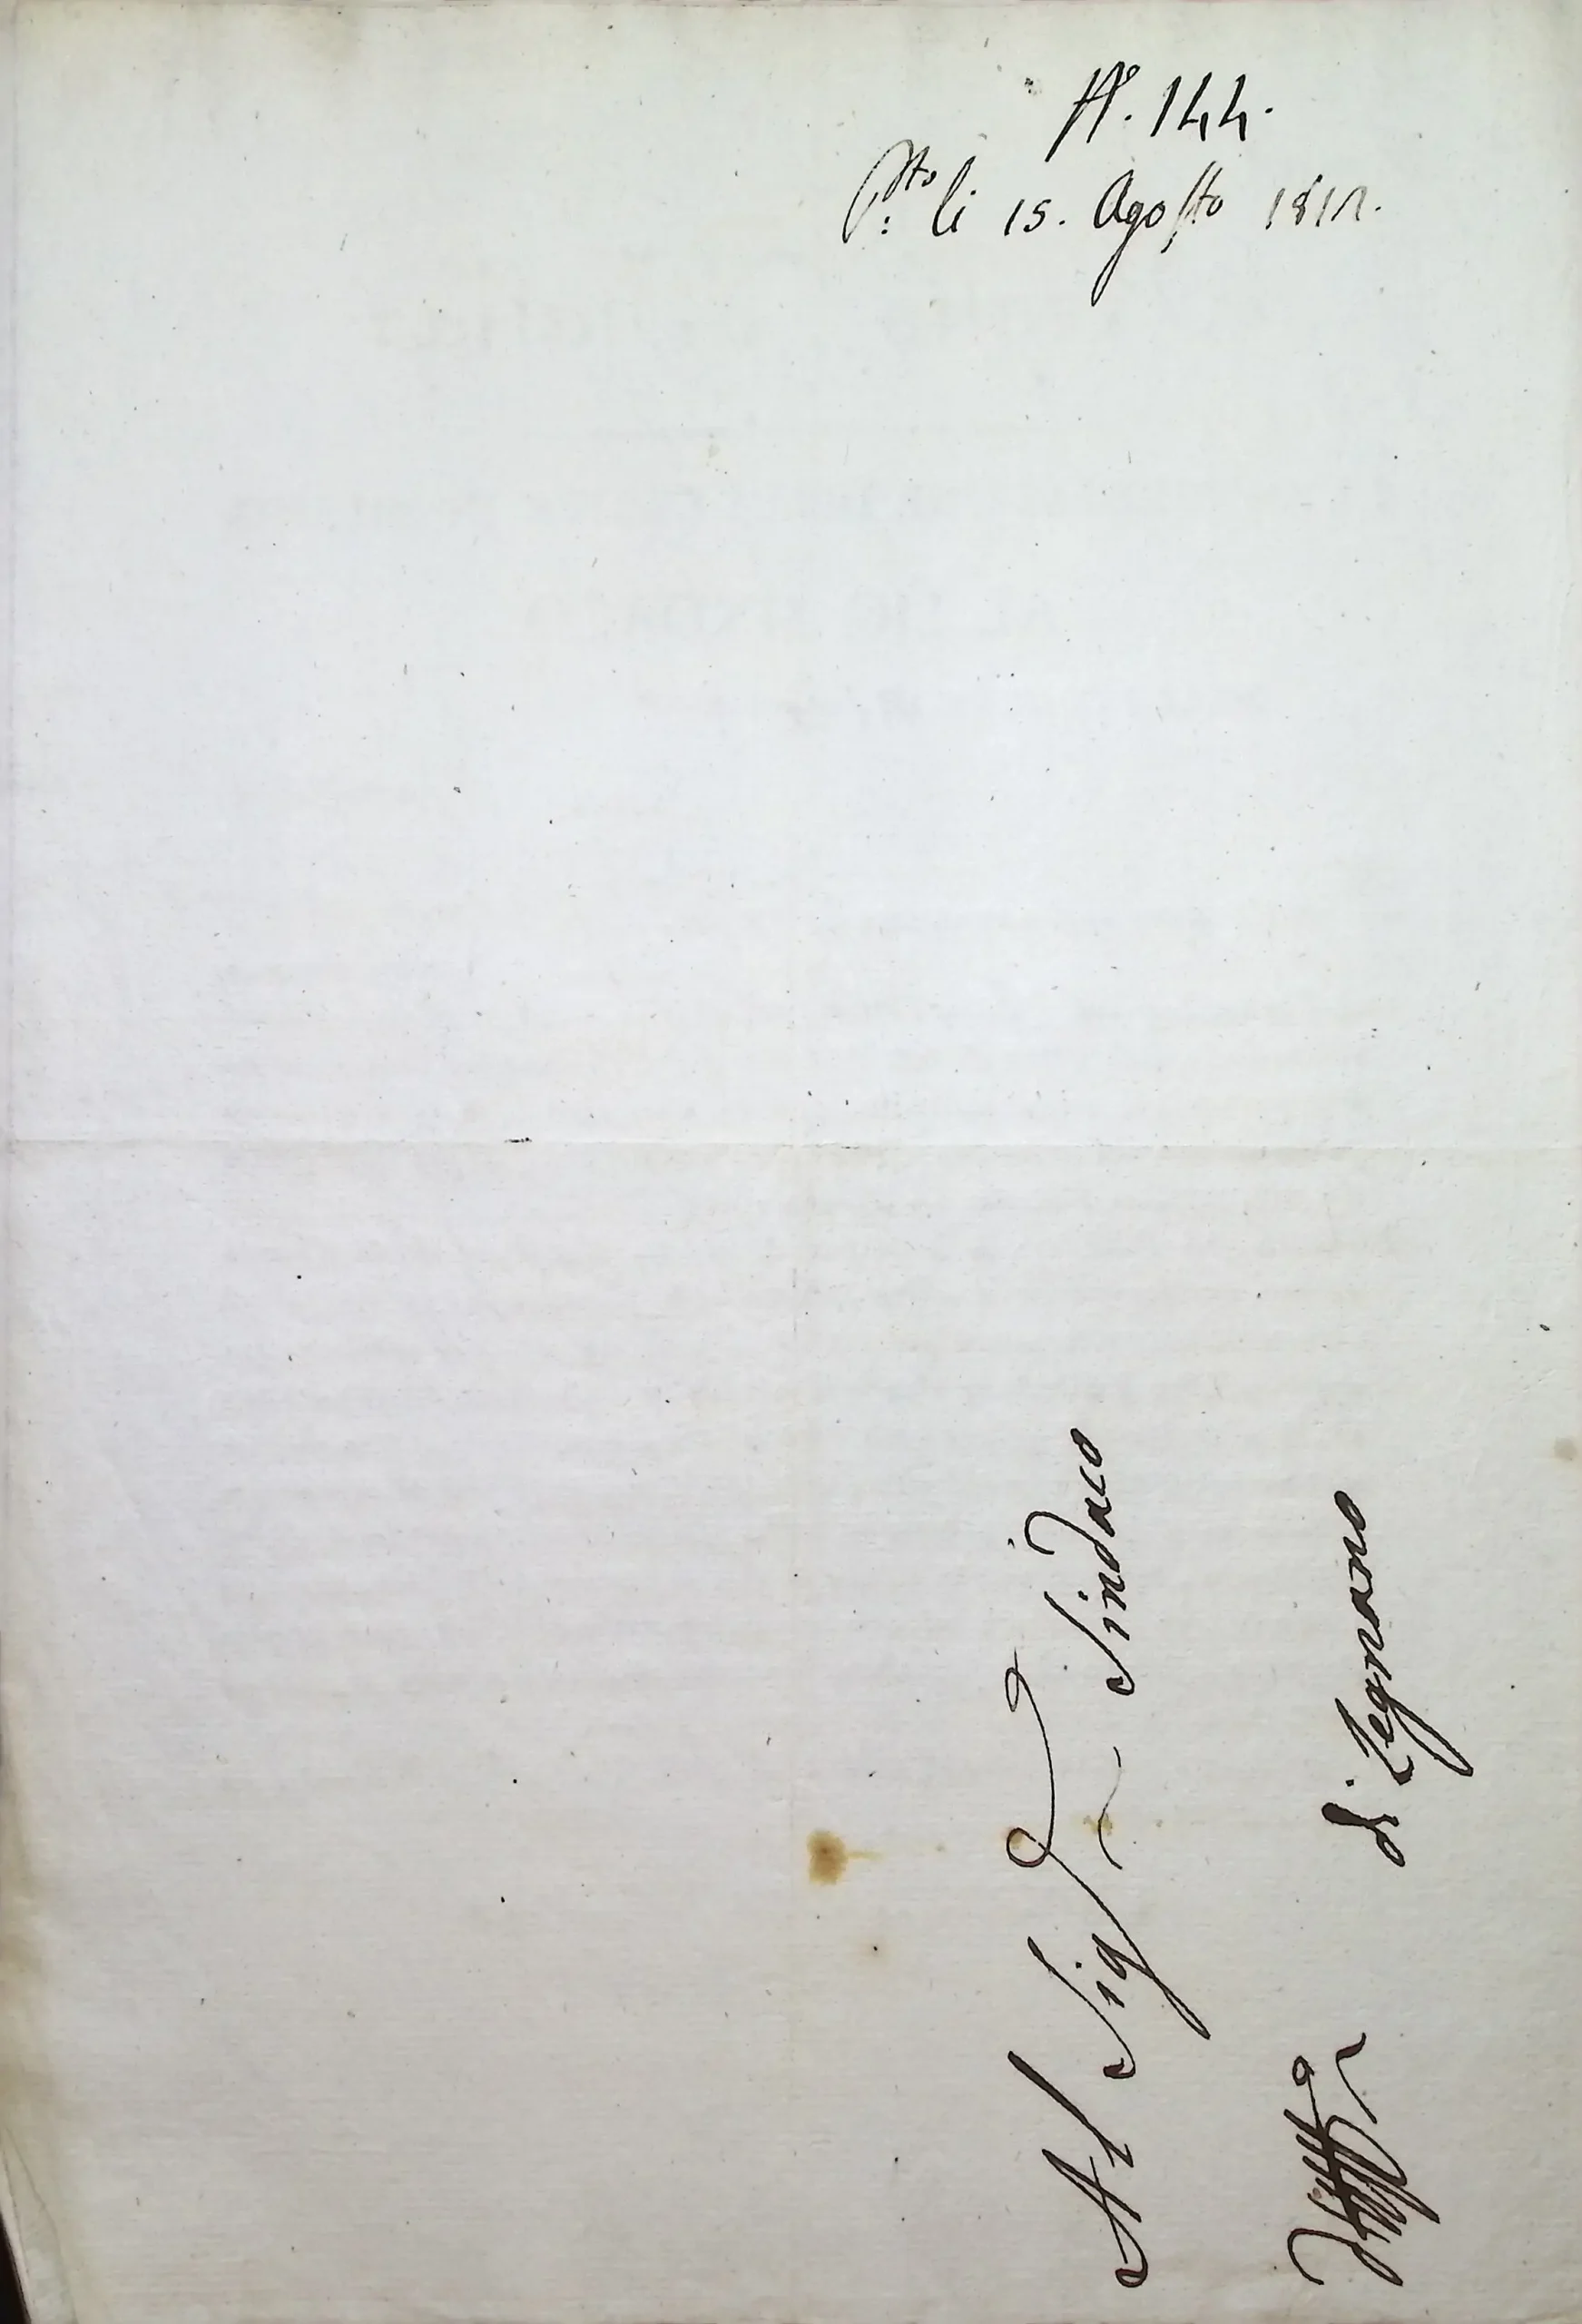 N.° 144.
P.to li 15. Agosto 1812.
Al Sig.r Sindaco
di Legnano